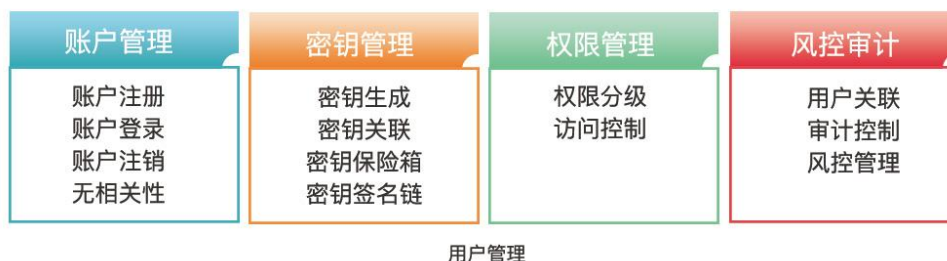 账户管理
账户注册
账户登录
账户注销
无相关性
密钥管理
密钥生成
密钥关联
密钥保险箱
密钥签名链
权限管理
权限分级
访问控制
风控审计
用户关联
审计控制
风控管理
用户管理